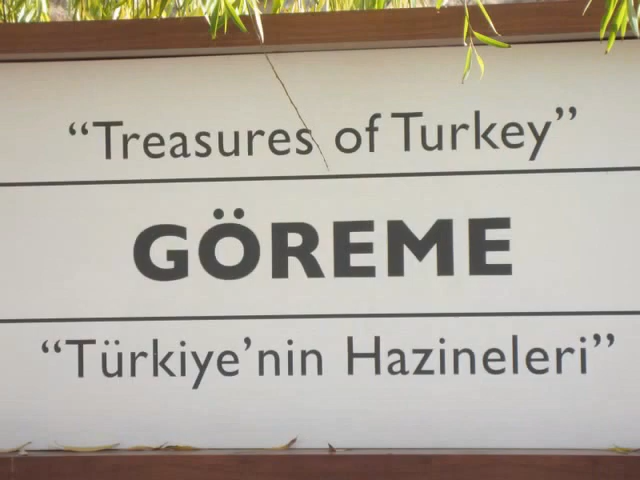 “Treasures of Turkey”
GÖREME
“Türkiye’nin Hazineleri”